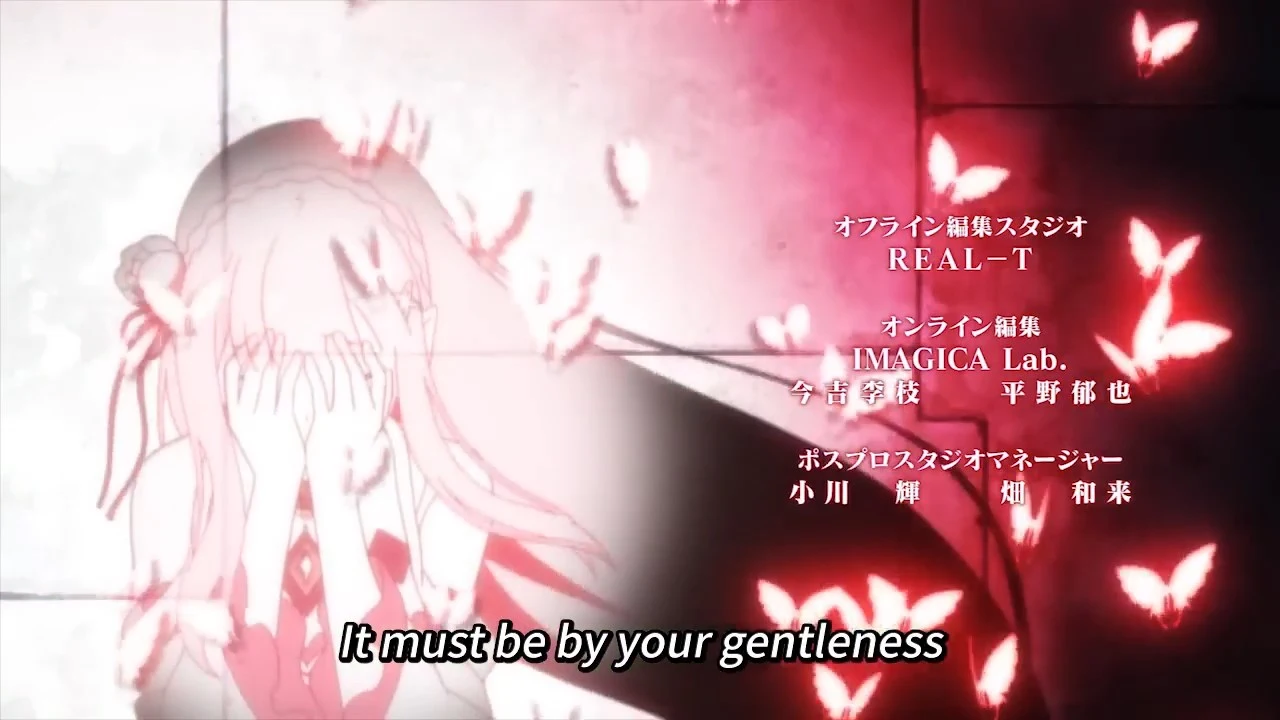 オフライン編集スタジオ
REAL−T
オンライン編集
IMAGICA Lab.
今吉季枝 平野郁也
ポスプロスタジオマネージャー
小川 輝 畑 和来
It must be by your gentleness